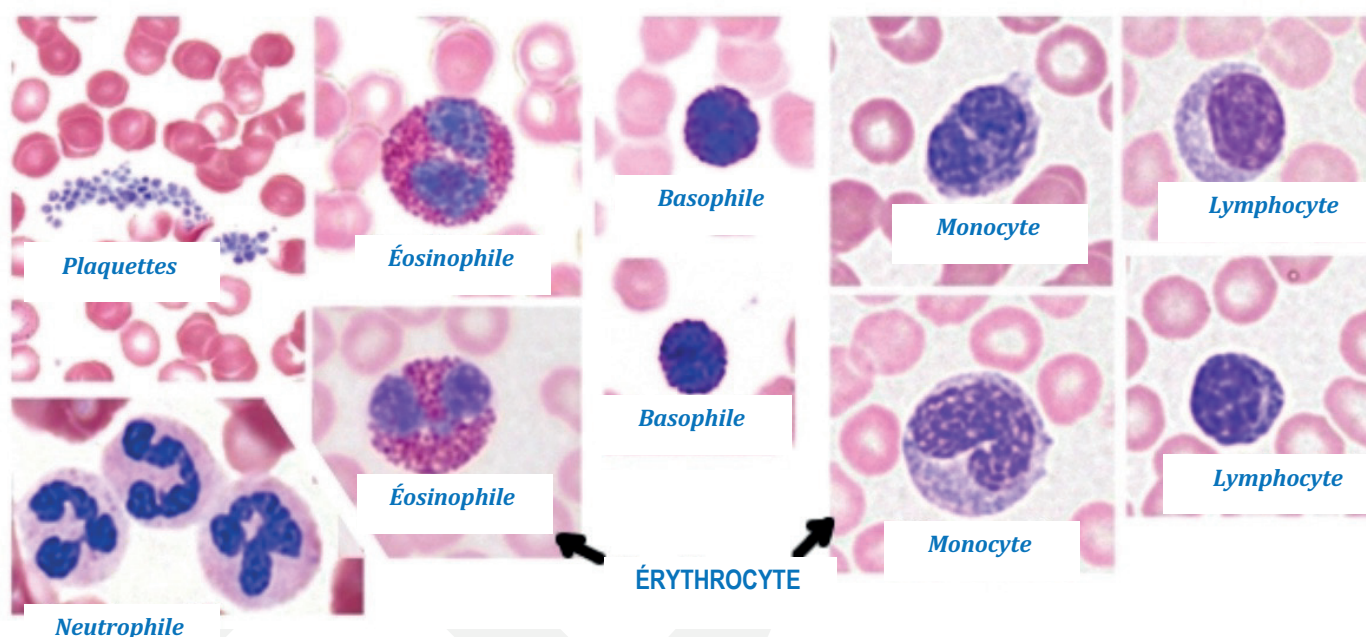 Basophile
Lymphocyte
Monocyte
Éosinophile
Plaquettes
Basophile
Lymphocyte
Éosinophile
Monocyte
ÉRYTHROCYTE
Neutrophile